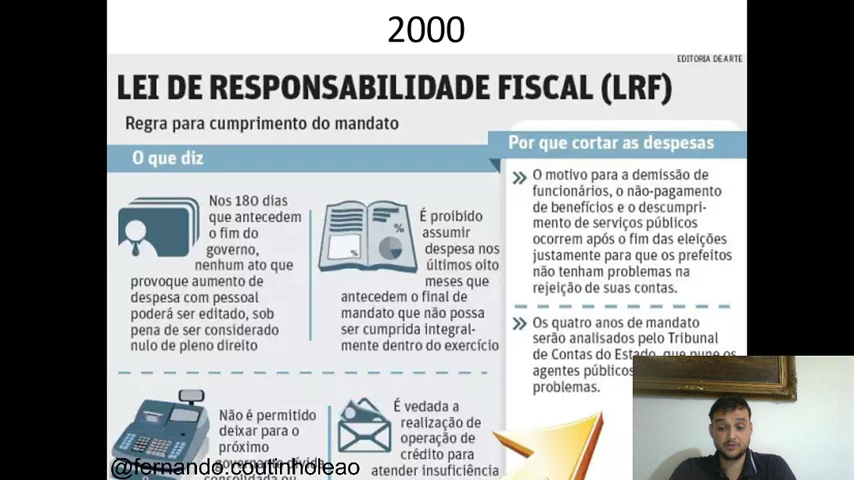 2000
EDITORIA DE ARTE
LEI DE RESPONSABILIDADE FISCAL (LRF)
Regra para cumprimento do mandato
O que diz
Nos 180 dias
que antecedem
o fim do
governo,
nenhum ato que
provoque aumento de
despesa com pessoal
poderá ser editado, sob
pena de ser considerado
nulo de pleno direito
%
%
É proibido
assumir
despesa nos
últimos oito
meses que
antecedem o final de
mandato que não possa
ser cumprida integral-
mente dentro do exercício
Não é permitido
deixar para o
próximo
governante dívida
consolidada ou
É vedada a
realização de
operação de
crédito para
atender insuficiência
Por que cortar as despesas
O motivo para a demissão de
funcionários, o não-pagamento
de benefícios e o descumpri-
mento de serviços públicos
ocorrem após o fim das eleições
justamente para que os prefeitos
não tenham problemas na
rejeição de suas contas.
Os quatro anos de mandato
serão analisados pelo Tribunal
de Contas do Estado, que pune os
agentes públicos
problemas.
@fernando.coutinholeao